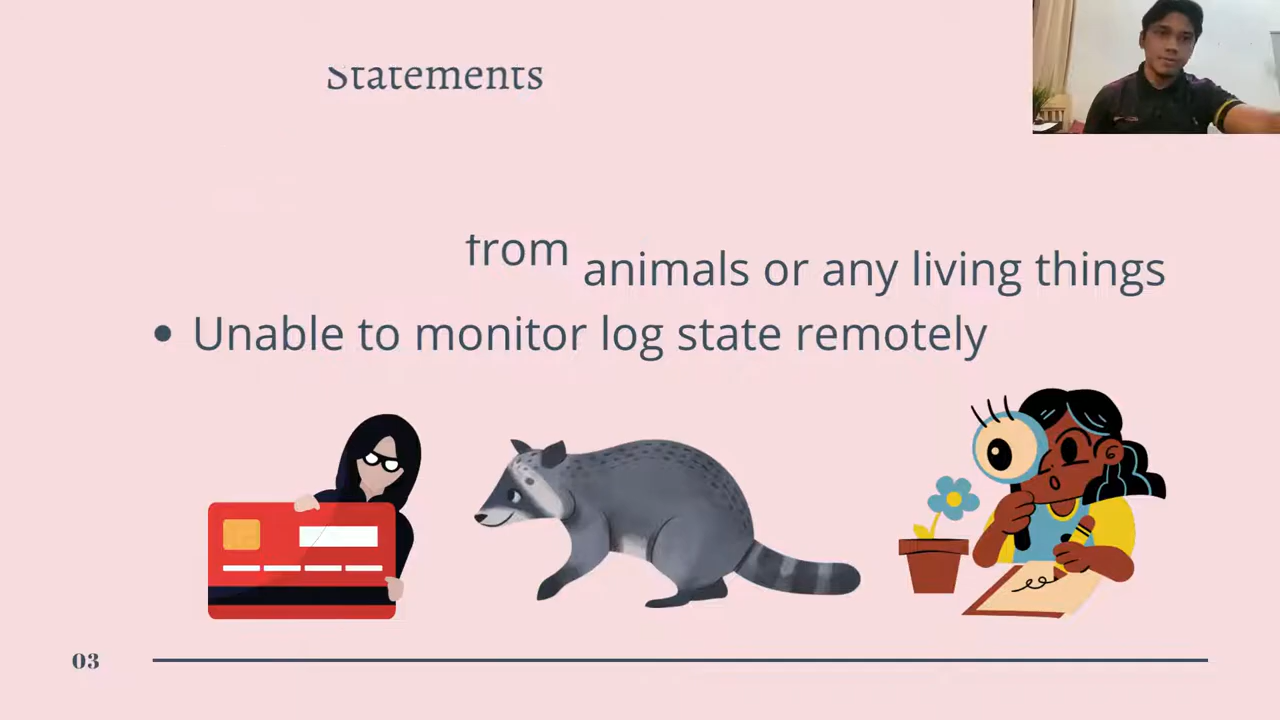 Statements
from animals or any living things
• Unable to monitor log state remotely
03